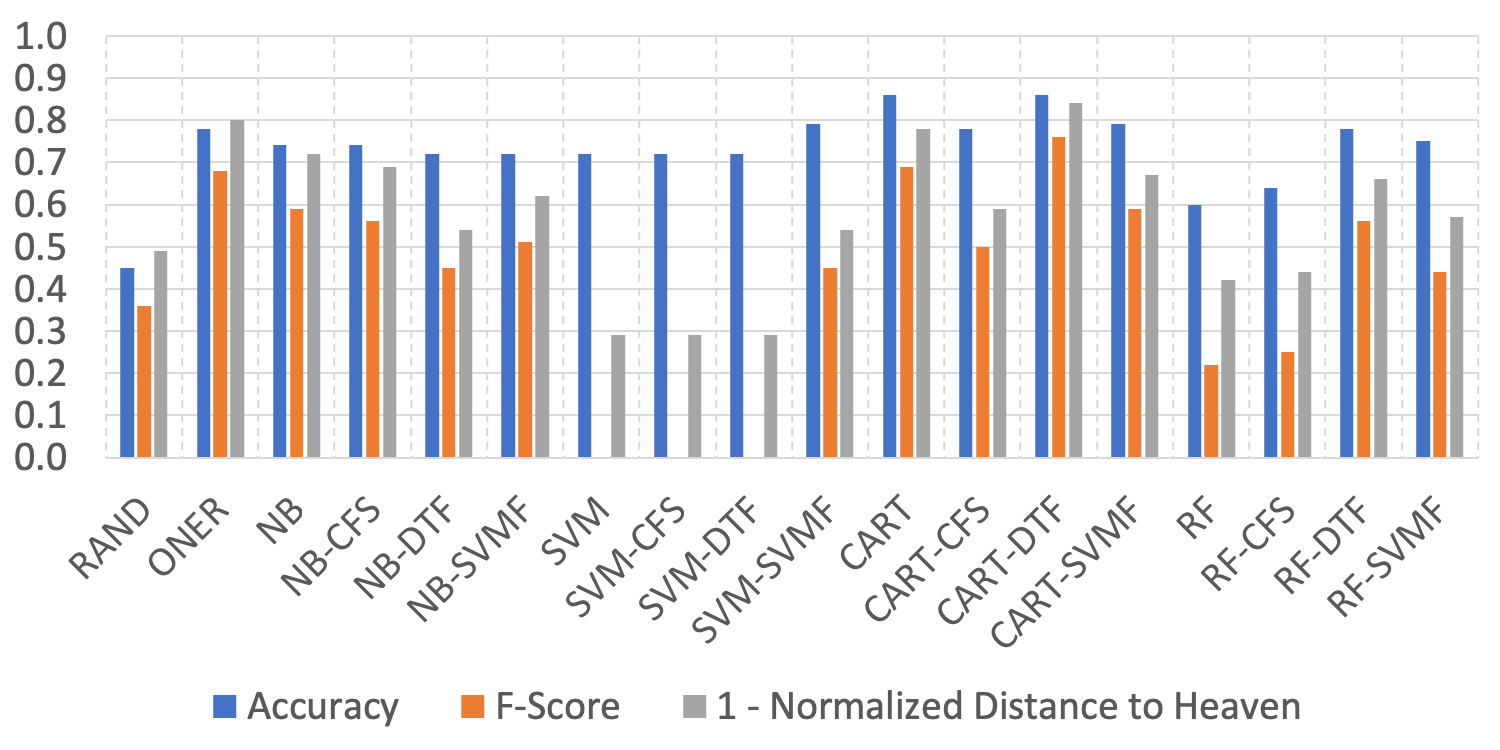 1.0
0.9
0.8
0.7
0.6
0.5
0.4
0.3
0.2
0.1
0.0
RAND
ONER
NB
NB-CFS
NB-DTF
NB-SVMF
SVM
SVM-CFS
SVM-DTF
SVM-SVMF
CART
CART-CFS
CART-DTF
CART-SVMF
RF
RF-CFS
RF-DTF
RF-SVMF
Accuracy F-Score 1 - Normalized Distance to Heaven